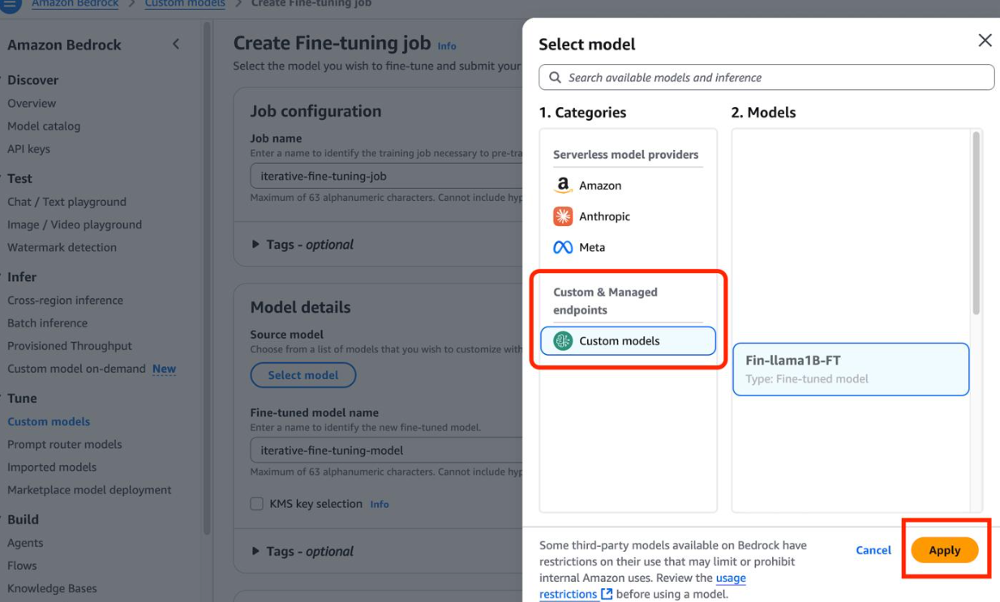 Amazon Bedrock > Custom models > Create Fine-tuning job
Amazon Bedrock
Discover
Overview
Model catalog
API keys
Test
Chat / Text playground
Image / Video playground
Watermark detection
Infer
Cross-region inference
Batch inference
Provisioned Throughput
Custom model on-demand New
Tune
Custom models
Prompt router models
Imported models
Marketplace model deployment
Build
Agents
Flows
Knowledge Bases
Create Fine-tuning job Info
Select the model you wish to fine-tune and submit your
Job configuration
Job name
Enter a name to identify the training job necessary to pre-tra
iterative-fine-tuning-job
Maximum of 63 alphanumeric characters. Cannot include hyp
Tags - optional
Model details
Source model
Choose from a list of models that you wish to customize with
Select model
Fine-tuned model name
Enter a name to identify the new fine-tuned model.
iterative-fine-tuning-model
Maximum of 63 alphanumeric characters. Cannot include hyp
KMS key selection Info
Tags - optional
Select model
Search available models and inference
1. Categories
Serverless model providers
Amazon
Anthropic
Meta
Custom & Managed
endpoints
Custom models
2. Models
Fin-llama1B-FT
Type: Fine-tuned model
Some third-party models available on Bedrock have
restrictions on their use that may limit or prohibit
internal Amazon uses. Review the usage
restrictions before using a model.
Cancel
Apply